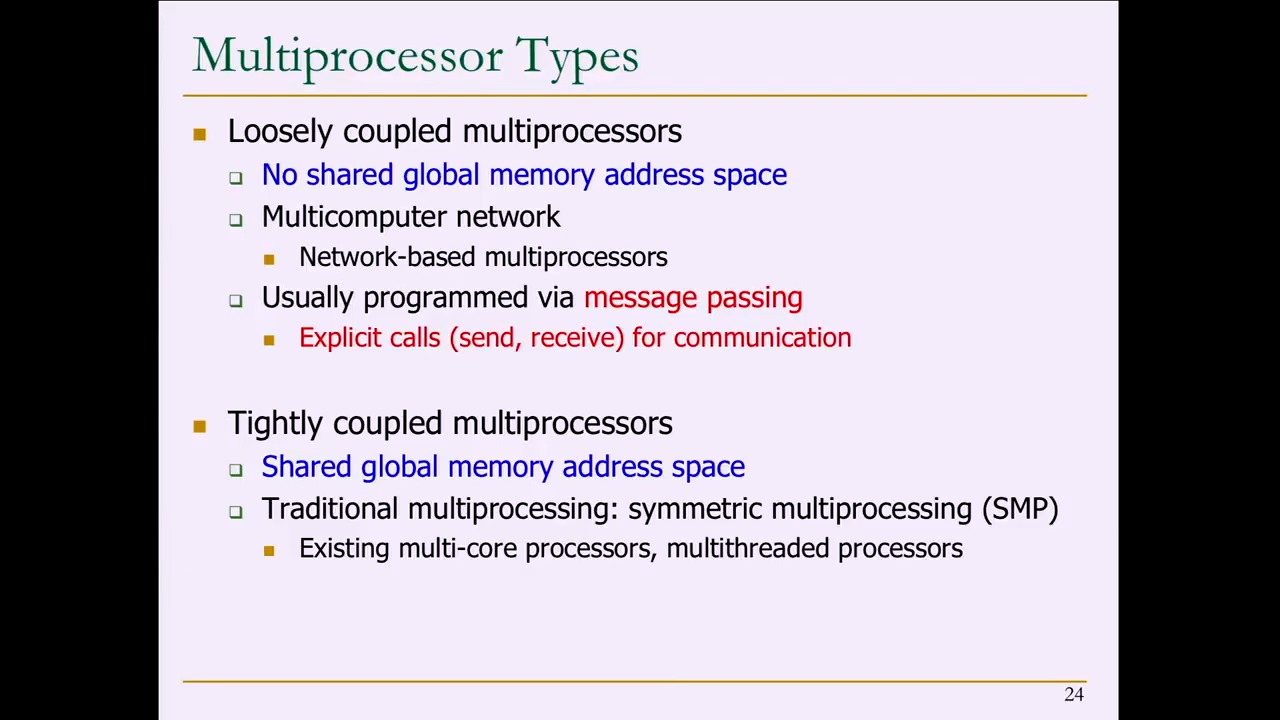 Multiprocessor Types
Loosely coupled multiprocessors
No shared global memory address space
Multicomputer network
Network-based multiprocessors
Usually programmed via message passing
Explicit calls (send, receive) for communication
Tightly coupled multiprocessors
Shared global memory address space
Traditional multiprocessing: symmetric multiprocessing (SMP)
Existing multi-core processors, multithreaded processors
24